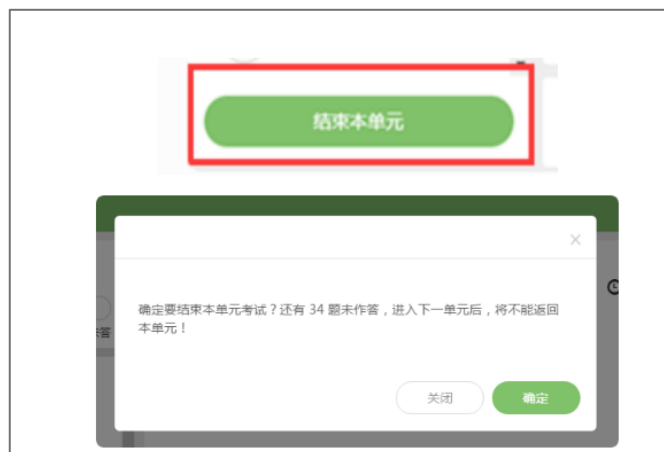 结束本单元
确定要结束本单元考试？还有 34 题未作答，进入下一单元后，将不能返回
本单元！
答
关闭
确定